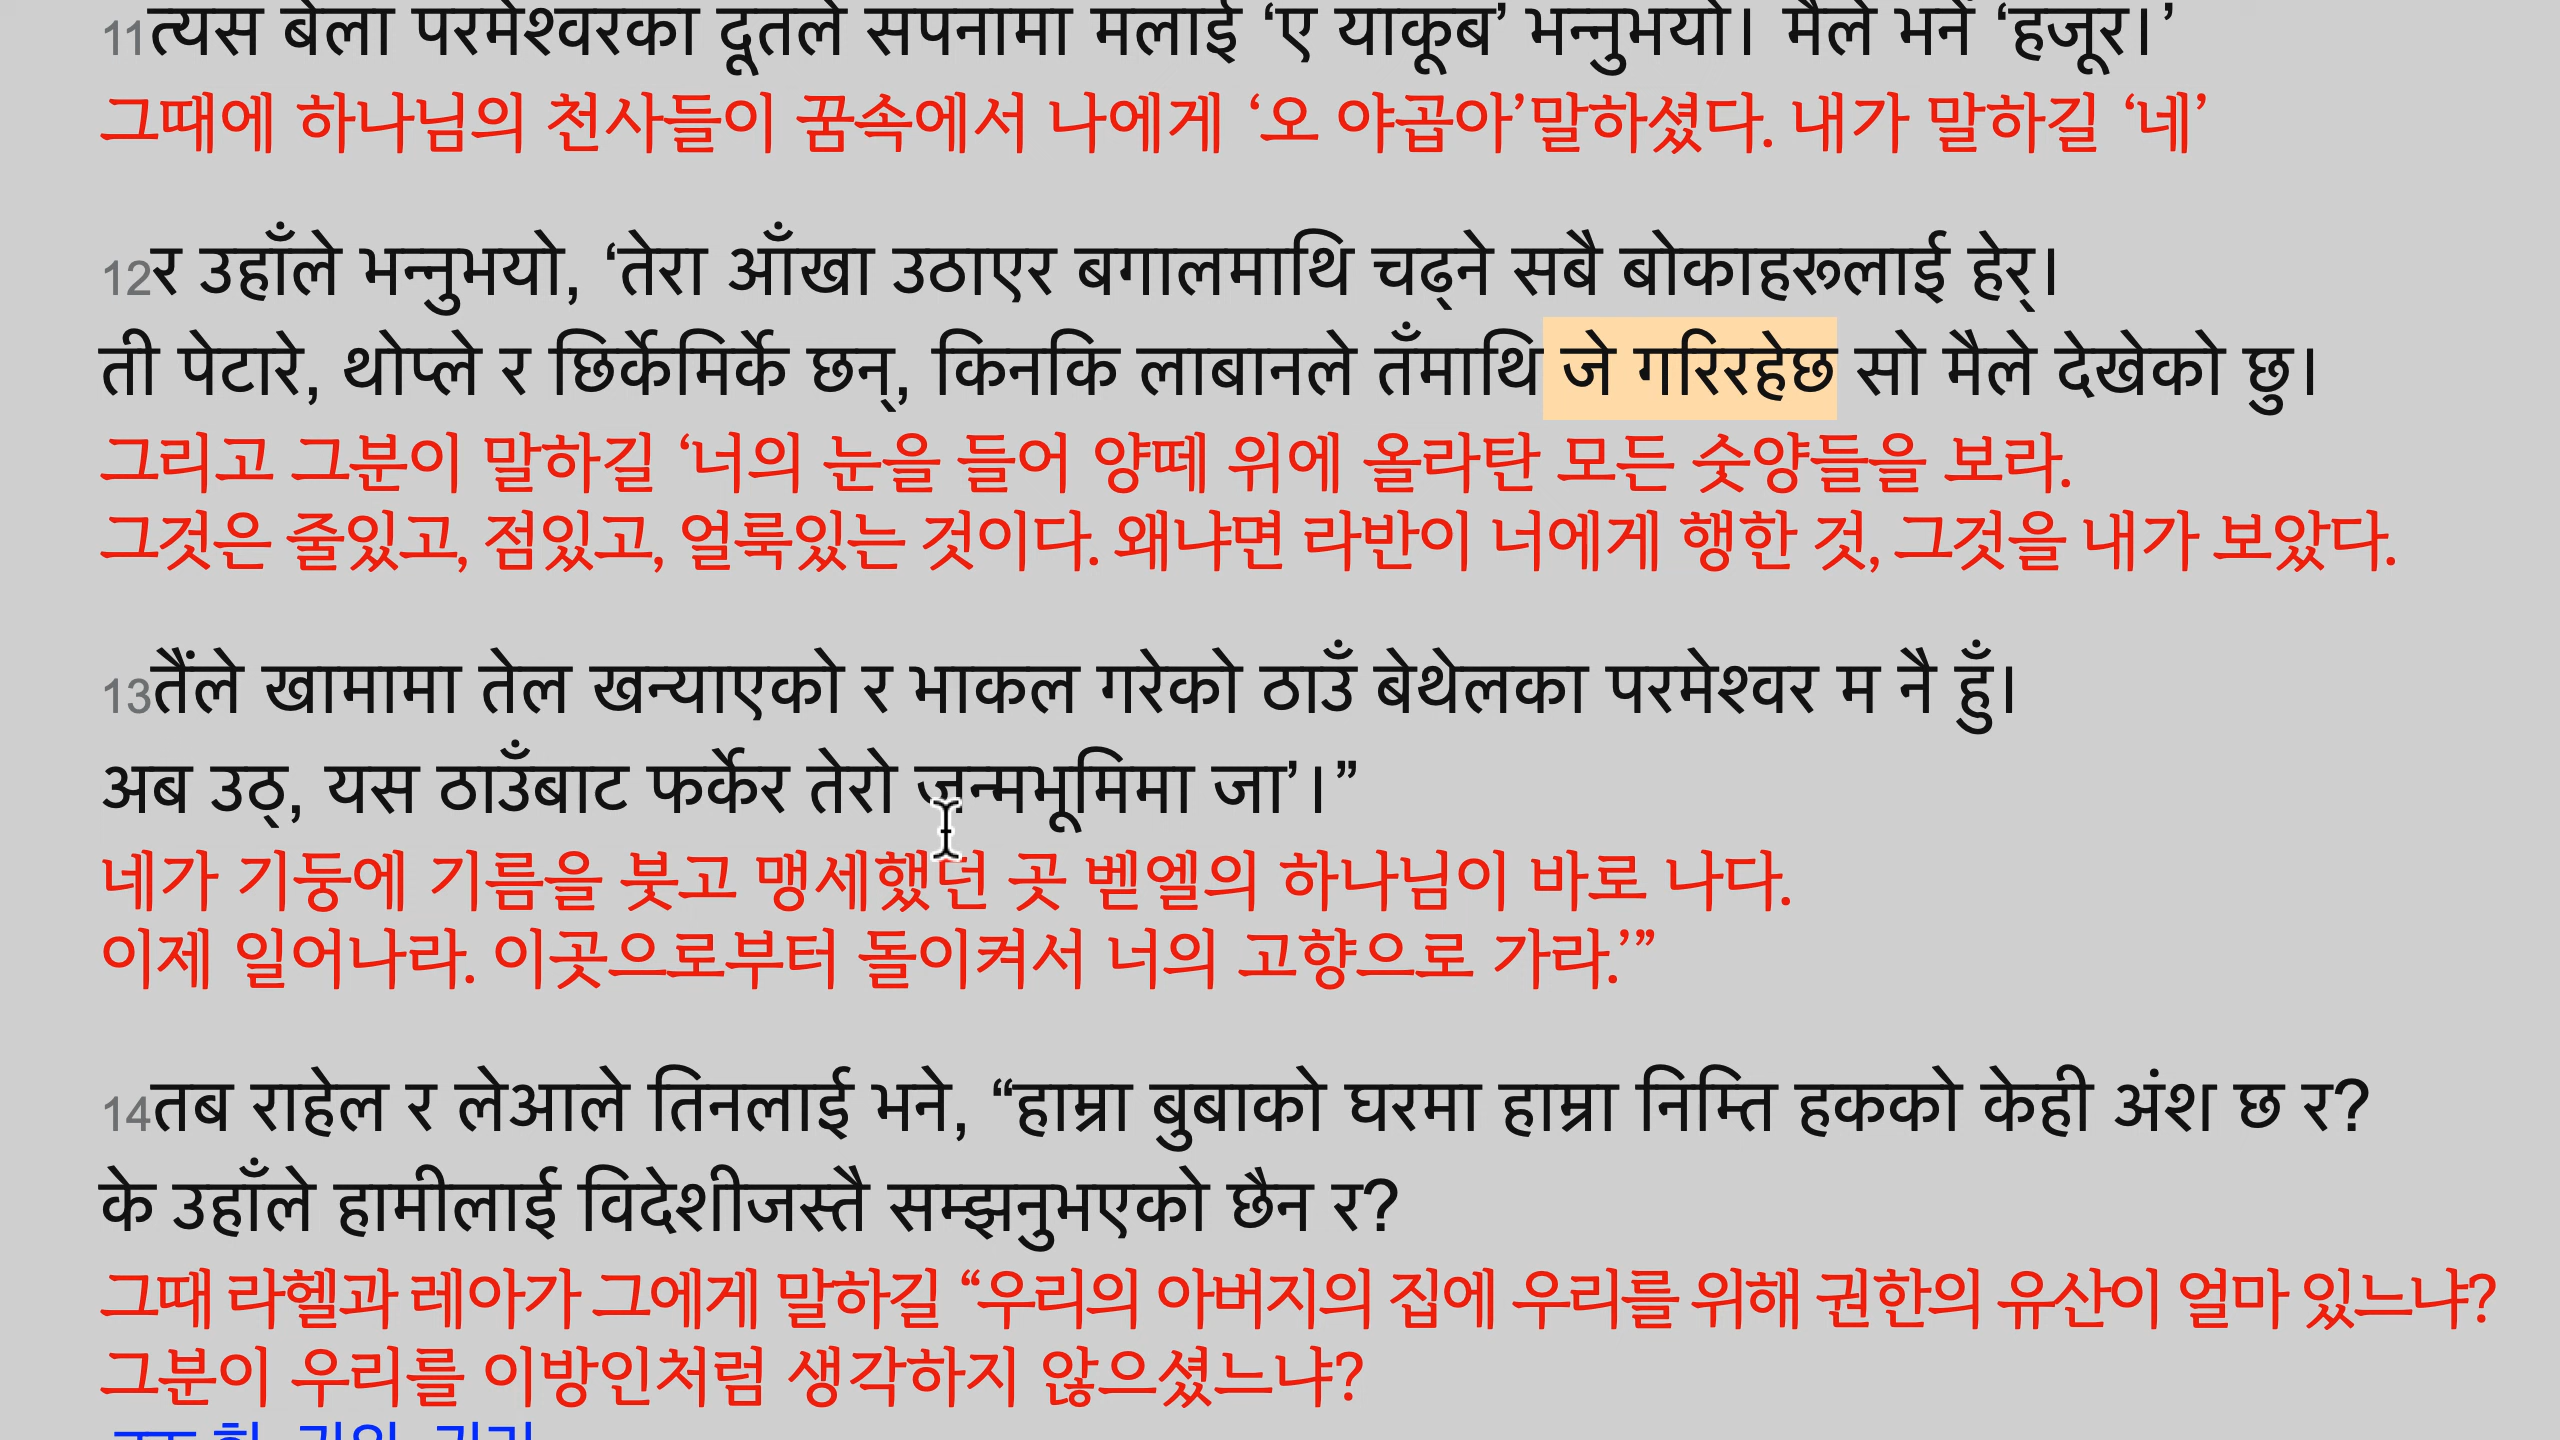 11त्यस बेला परमेश्वरका दूतले सपनामा मलाई ‘ए याकूब’ भन्नुभयो। मैले भनें ‘हजूर।’
그때에 하나님의 천사들이 꿈속에서 나에게 ‘오 야곱아’말하셨다. 내가 말하길 ‘네’
12र उहाँले भन्नुभयो, ‘तेरा आँखा उठाएर बगालमाथि चढ्ने सबै बोकाहरूलाई हेर्।
ती पेटारे, थोप्ले र छिर्केमिर्के छन्, किनकि लाबानले तँमाथि जे गरिरहेछ सो मैले देखेको छु।
그리고 그분이 말하길 ‘너의 눈을 들어 양떼 위에 올라탄 모든 숫양들을 보라.
그것은 줄있고, 점있고, 얼룩있는 것이다. 왜냐면 라반이 너에게 행한 것, 그것을 내가 보았다.
13तैंले खामामा तेल खन्याएको र भाकल गरेको ठाउँ बेथेलका परमेश्वर म नै हुँ।
अब उठ्, यस ठाउँबाट फर्केर तेरो जन्मभूमिमा जा’।”
네가 기둥에 기름을 붓고 맹세했던 곳 벧엘의 하나님이 바로 나다.
이제 일어나라. 이곳으로부터 돌이켜서 너의 고향으로 가라.’”
14तब राहेल र लेआले तिनलाई भने, “हाम्रा बुबाको घरमा हाम्रा निम्ति हकको केही अंश छ र?
के उहाँले हामीलाई विदेशीजस्तै सम्झनुभएको छैन र?
그때 라헬과 레아가 그에게 말하길 “우리의 아버지의 집에 우리를 위해 권한의 유산이 얼마 있느냐?
그분이 우리를 이방인처럼 생각하지 않으셨느냐?